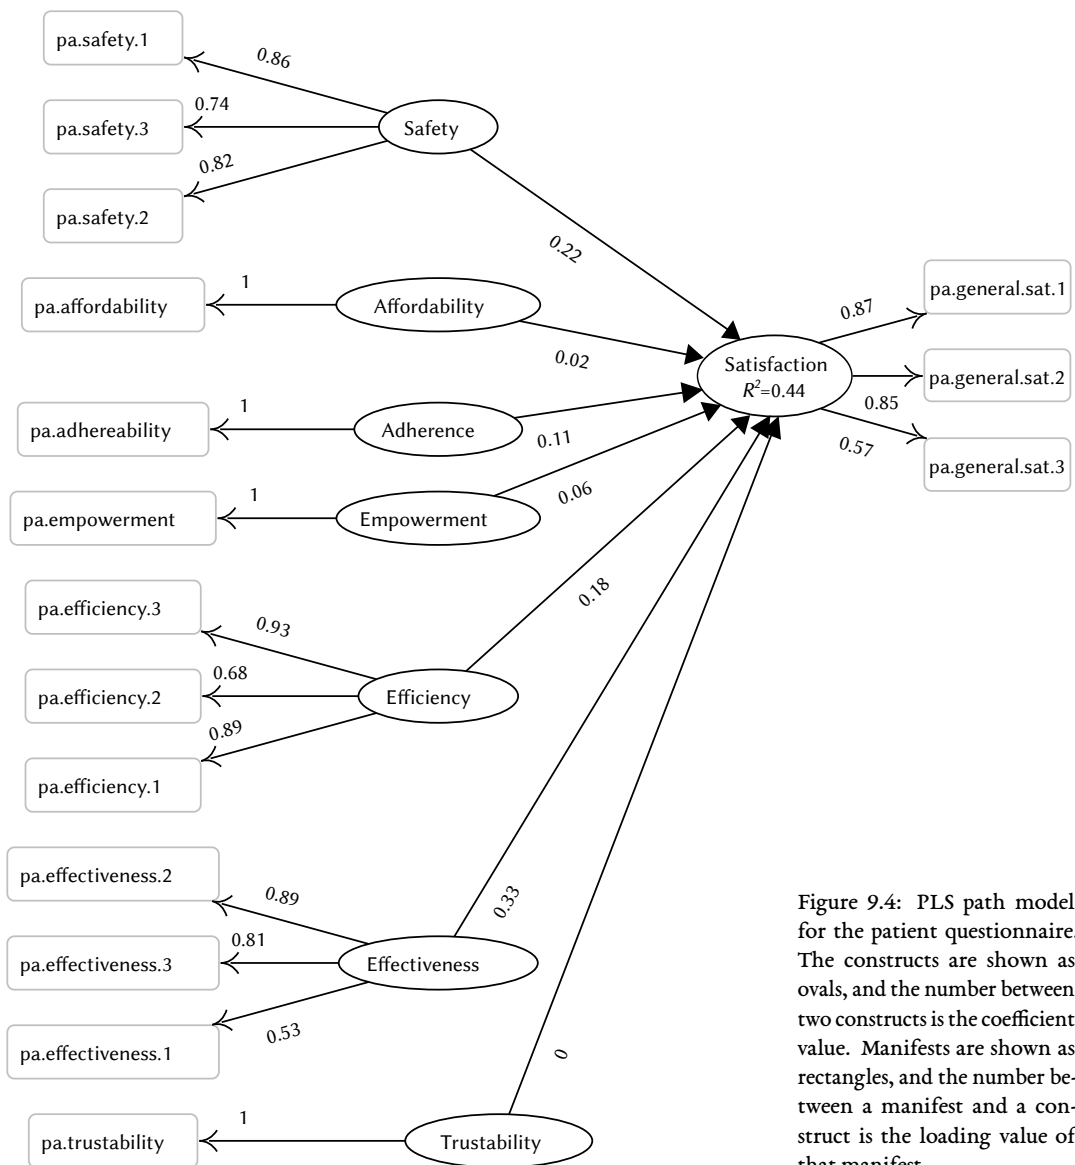 pa.safety.1
0.86
0.74
pa.safety.3
Safety
0.82
pa.safety.2
0.22
pa.affordability
1
Affordability
0.02
pa.general.sat.1
0.87
Satisfaction
R²=0.44
pa.general.sat.2
0.85
0.57
pa.general.sat.3
pa.adhereability
1
Adherence
0.11
pa.empowerment
1
Empowerment
0.06
pa.efficiency.3
0.93
0.18
0.68
pa.efficiency.2
Efficiency
0.89
pa.efficiency.1
pa.effectiveness.2
0.89
0.33
0.81
pa.effectiveness.3
Effectiveness
0.53
pa.effectiveness.1
0
1
pa.trustability
Trustability
Figure 9.4: PLS path model
for the patient questionnaire.
The constructs are shown as
ovals, and the number between
two constructs is the coefficient
value. Manifests are shown as
rectangles, and the number be-
tween a manifest and a con-
struct is the loading value of
that manifest.